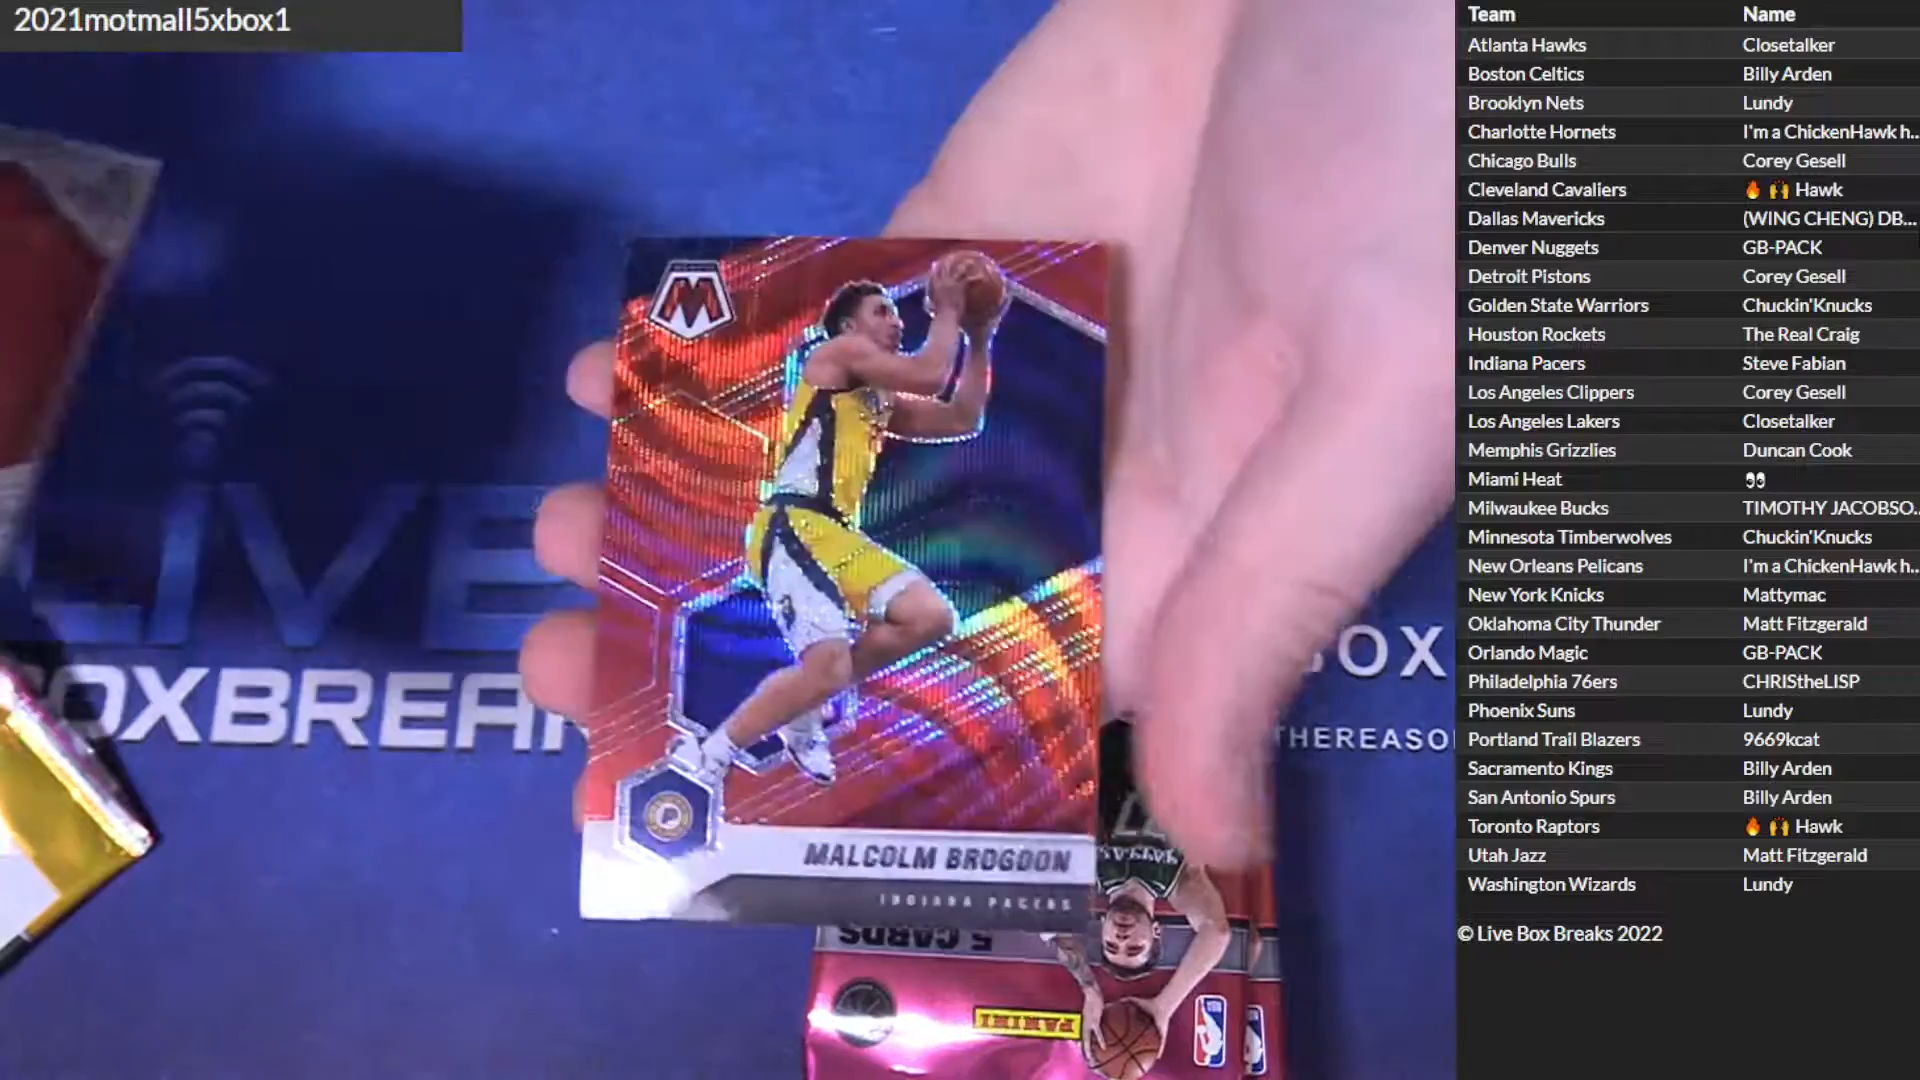 2021motmall5xbox1
Team Name
Atlanta Hawks Closetalker
Boston Celtics Billy Arden
Brooklyn Nets Lundy
Charlotte Hornets I'm a ChickenHawk h...
Chicago Bulls Corey Gesell
Cleveland Cavaliers 🔥 🙌 Hawk
Dallas Mavericks (WING CHENG) DB...
Denver Nuggets GB-PACK
Detroit Pistons Corey Gesell
Golden State Warriors Chuckin'Knucks
Houston Rockets The Real Craig
Indiana Pacers Steve Fabian
Los Angeles Clippers Corey Gesell
Los Angeles Lakers Closetalker
Memphis Grizzlies Duncan Cook
Miami Heat 👀
Milwaukee Bucks TIMOTHY JACOBSO...
Minnesota Timberwolves Chuckin'Knucks
New Orleans Pelicans I'm a ChickenHawk h...
New York Knicks Mattymac
Oklahoma City Thunder Matt Fitzgerald
Orlando Magic GB-PACK
Philadelphia 76ers CHRIStheLISP
Phoenix Suns Lundy
Portland Trail Blazers 9669kcat
Sacramento Kings Billy Arden
San Antonio Spurs Billy Arden
Toronto Raptors 🔥 🙌 Hawk
Utah Jazz Matt Fitzgerald
Washington Wizards Lundy
© Live Box Breaks 2022
M
LIVE
OXBREA
BOX
THEREASO
MALCOLM BROGDON
INDIANA PACERS
5 CARDS
PANINI